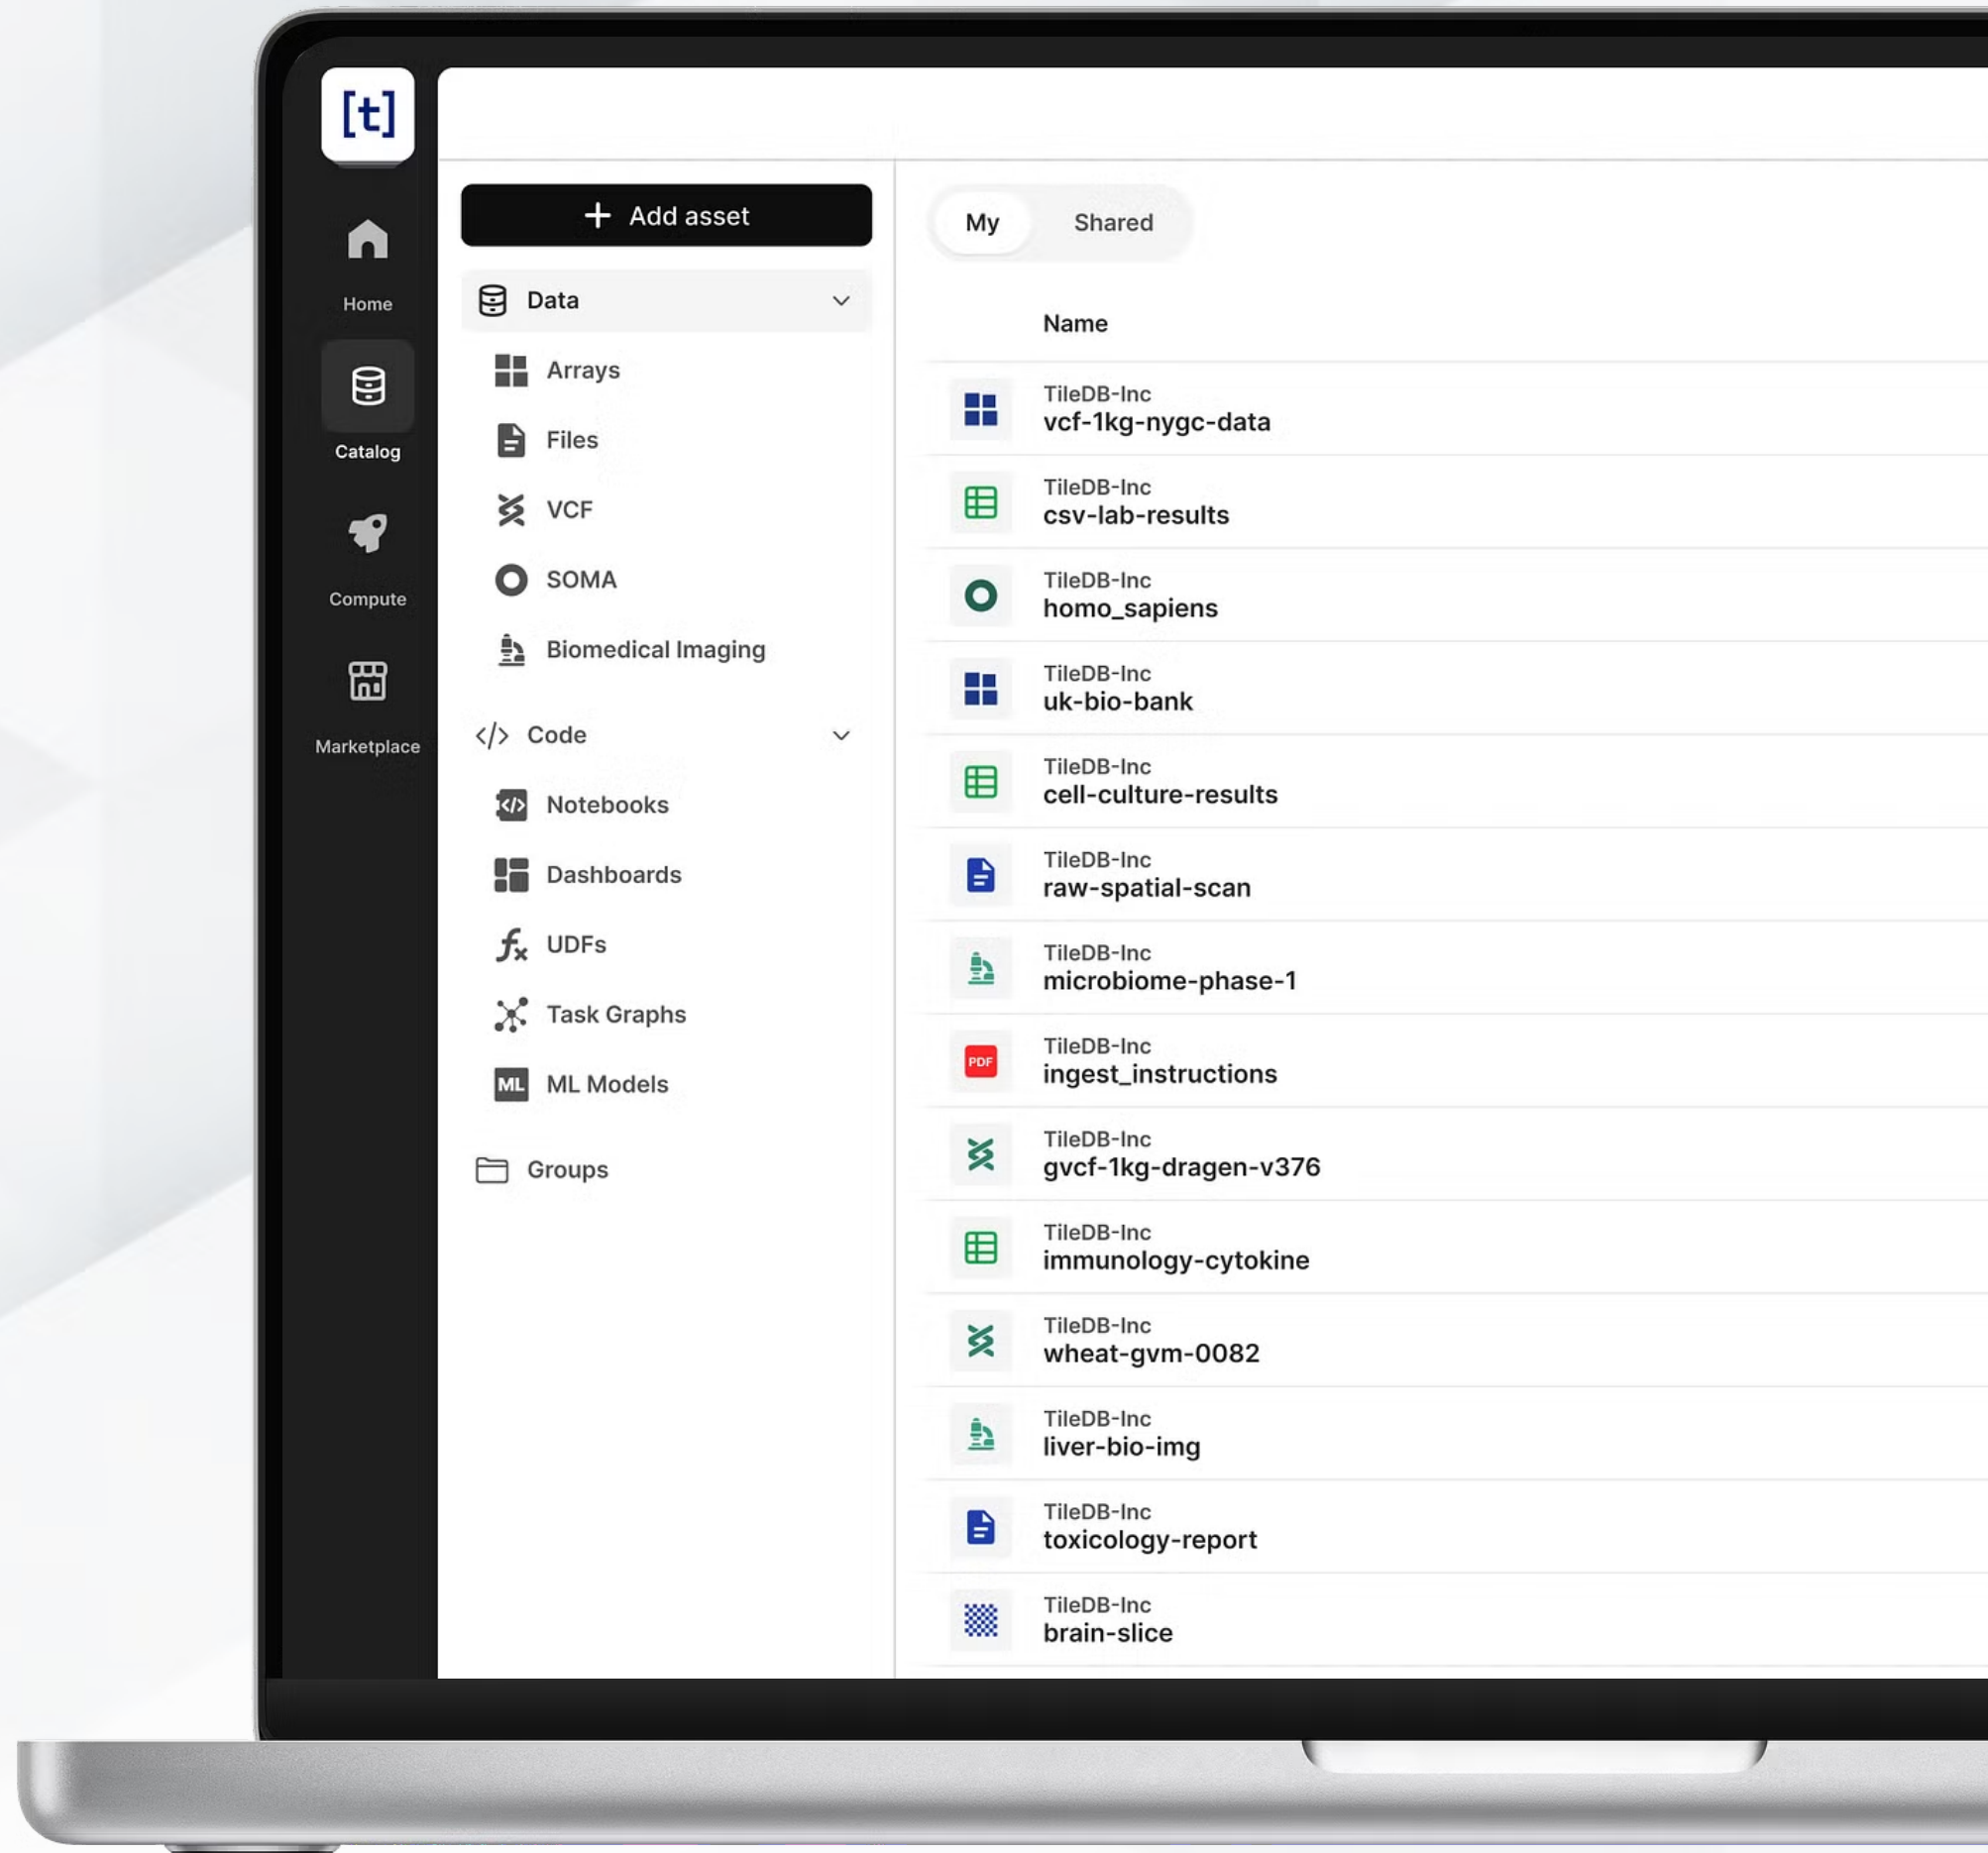 [t]
Home
Catalog
Compute
Marketplace
+ Add asset
Data
Arrays
Files
VCF
SOMA
Biomedical Imaging
</> Code
</> Notebooks
Dashboards
fx UDFs
Task Graphs
ML ML Models
Groups
My Shared
Name
TileDB-Inc
vcf-1kg-nygc-data
TileDB-Inc
csv-lab-results
TileDB-Inc
homo_sapiens
TileDB-Inc
uk-bio-bank
TileDB-Inc
cell-culture-results
TileDB-Inc
raw-spatial-scan
TileDB-Inc
microbiome-phase-1
PDF
TileDB-Inc
ingest_instructions
TileDB-Inc
gvcf-1kg-dragen-v376
TileDB-Inc
immunology-cytokine
TileDB-Inc
wheat-gvm-0082
TileDB-Inc
liver-bio-img
TileDB-Inc
toxicology-report
TileDB-Inc
brain-slice